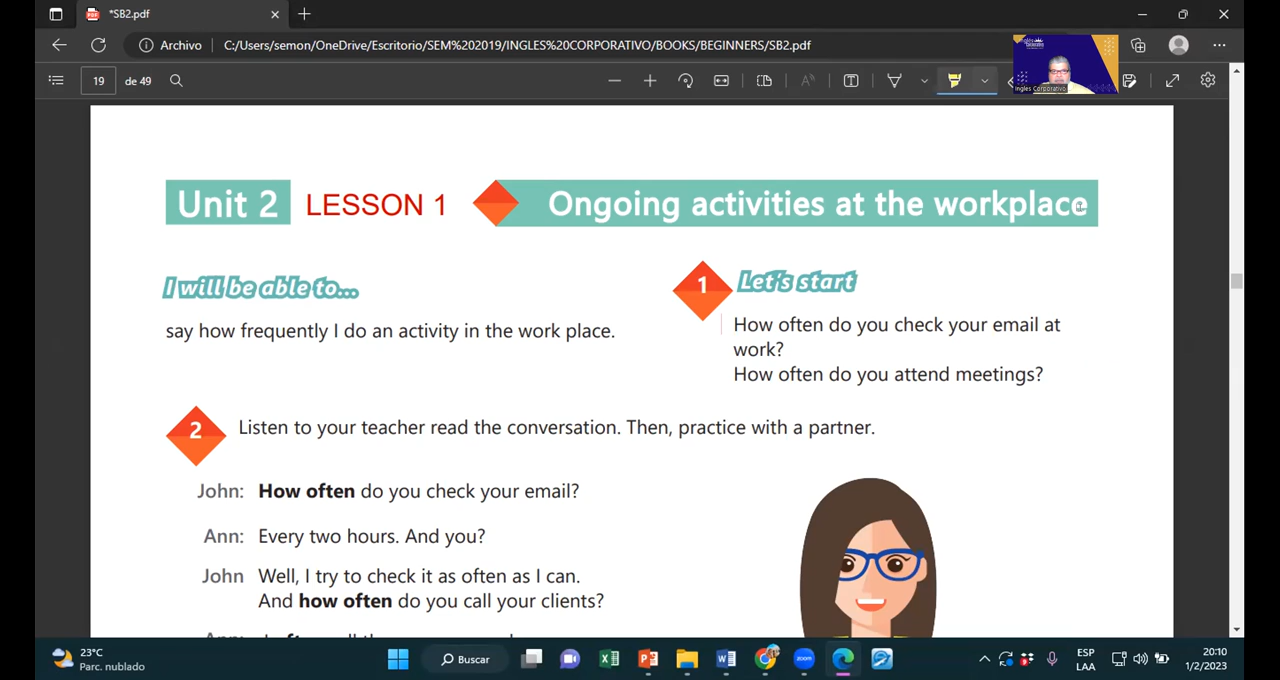 *SB2.pdf
Archivo C:/Users/semon/OneDrive/Escritorio/SEM%202019/INGLES%20CORPORATIVO/BOOKS/BEGINNERS/SB2.pdf
19 de 49
Ingles Corporativo
Unit 2 LESSON 1 Ongoing activities at the workplace
I will be able to...
say how frequently I do an activity in the work place.
1 Let's start
How often do you check your email at
work?
How often do you attend meetings?
2 Listen to your teacher read the conversation. Then, practice with a partner.
John: How often do you check your email?
Ann: Every two hours. And you?
John Well, I try to check it as often as I can.
And how often do you call your clients?
23°C
Parc. nublado
Buscar
zoom
ESP
LAA
20:10
1/2/2023